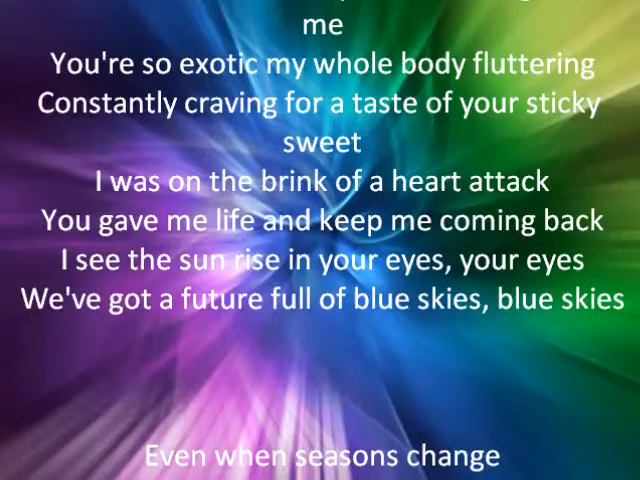 me
You're so exotic my whole body fluttering
Constantly craving for a taste of your sticky
sweet
I was on the brink of a heart attack
You gave me life and keep me coming back
I see the sun rise in your eyes, your eyes
We've got a future full of blue skies, blue skies
Even when seasons change